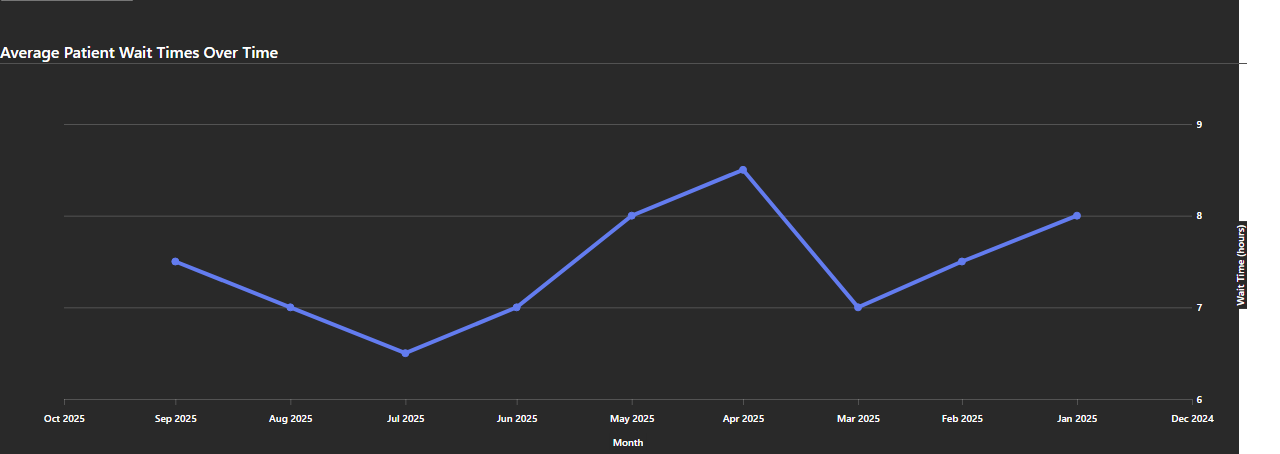 Average Patient Wait Times Over Time
9
8
7
6
Wait Time (hours)
Oct 2025 Sep 2025 Aug 2025 Jul 2025 Jun 2025 May 2025 Apr 2025 Mar 2025 Feb 2025 Jan 2025 Dec 2024
Month